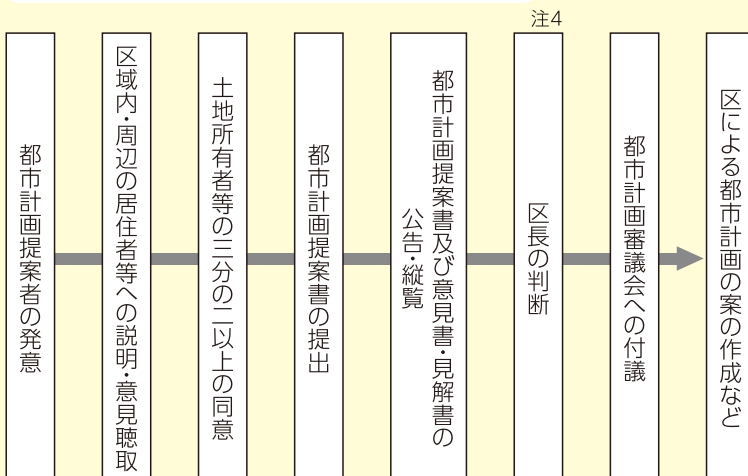 注4
都市計画提案者の発意
区域内・周辺の居住者等への説明・意見聴取
土地所有者等の三分の二以上の同意
都市計画提案書の提出
都市計画提案書及び意見書・見解書の
公告・縦覧
区長の判断
都市計画審議会への付議
区による都市計画の案の作成など